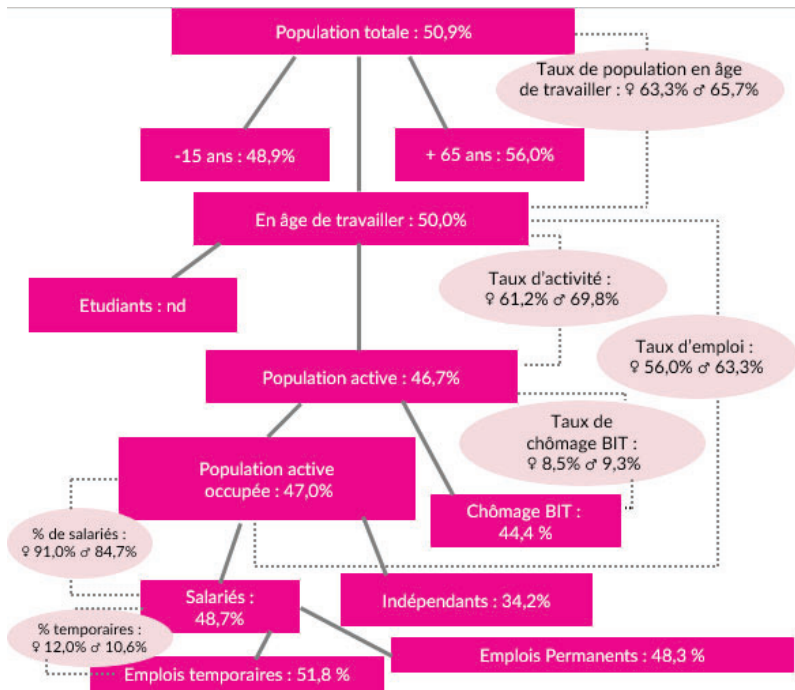 Population totale : 50,9%
Taux de population en âge
de travailler : ♀ 63,3% ♂ 65,7%
-15 ans : 48,9%
+ 65 ans : 56,0%
En âge de travailler : 50,0%
Etudiants : nd
Taux d'activité :
♀ 61,2% ♂ 69,8%
Taux d'emploi :
♀ 56,0% ♂ 63,3%
Population active : 46,7%
Taux de
chômage BIT :
♀ 8,5% ♂ 9,3%
Population active
occupée : 47,0%
Chômage BIT :
44,4 %
% de salariés :
♀ 91,0% ♂ 84,7%
Salariés :
48,7%
Indépendants : 34,2%
% temporaires :
♀ 12,0% ♂ 10,6%
Emplois temporaires : 51,8 %
Emplois Permanents : 48,3 %